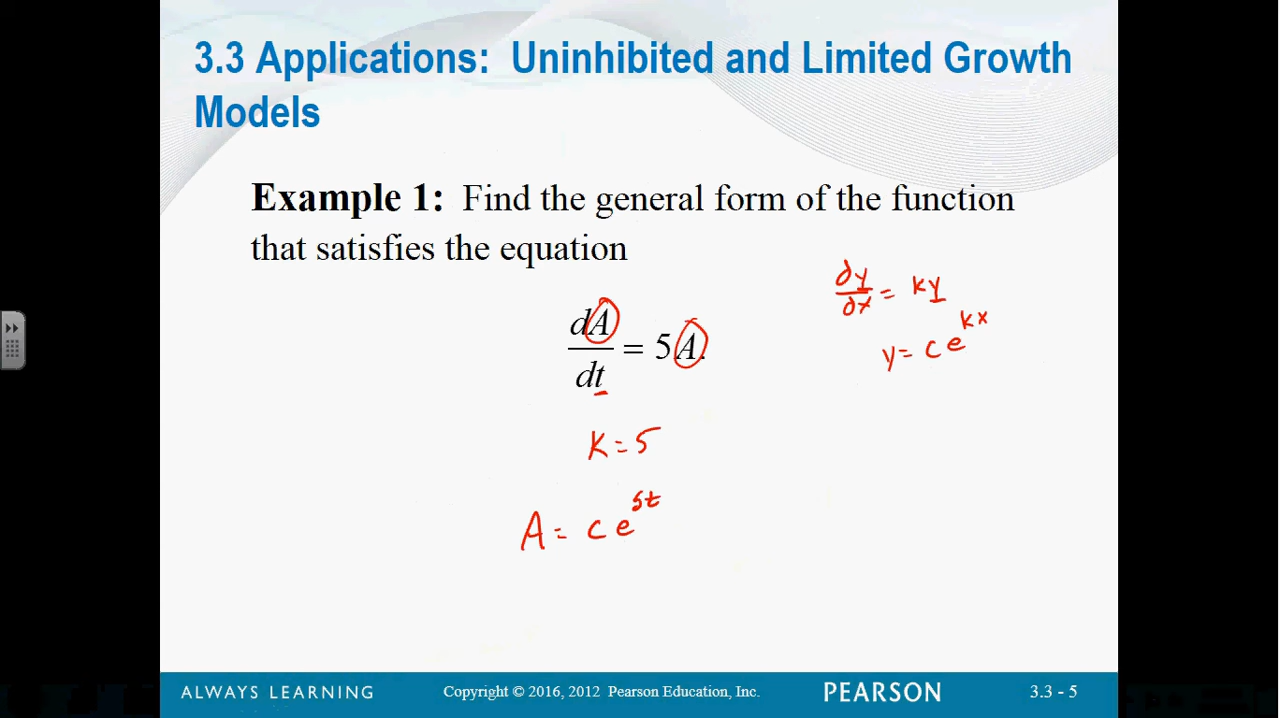 3.3 Applications: Uninhibited and Limited Growth
Models
Example 1: Find the general form of the function
that satisfies the equation
dA/dt = 5A.
dy/dx = ky
y = ce^kx
K = 5
A = ce^5t
ALWAYS LEARNING
Copyright © 2016, 2012 Pearson Education, Inc.
PEARSON
3.3 - 5